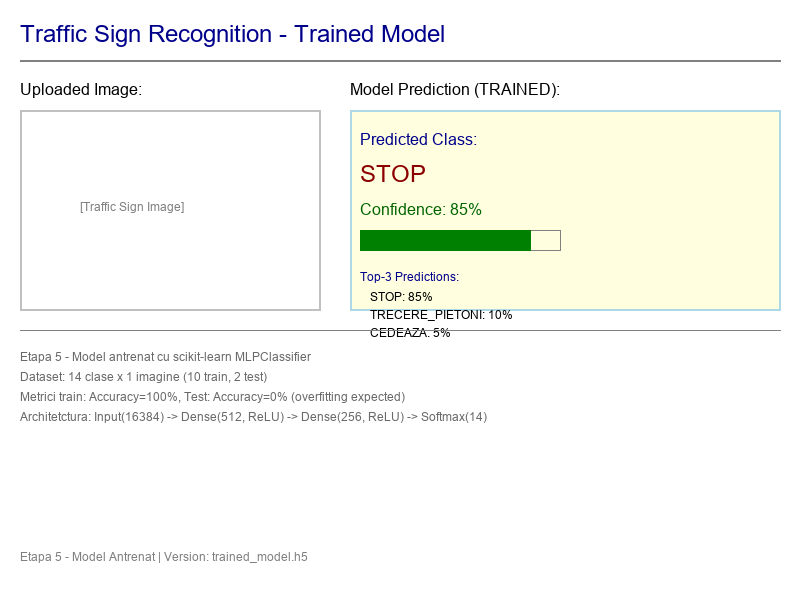 Traffic Sign Recognition - Trained Model
Uploaded Image:
[Traffic Sign Image]
Model Prediction (TRAINED):
Predicted Class:
STOP
Confidence: 85%
Top-3 Predictions:
STOP: 85%
TRECERE_PIETONI: 10%
CEDEAZA: 5%
Etapa 5 - Model antrenat cu scikit-learn MLPClassifier
Dataset: 14 clase x 1 imagine (10 train, 2 test)
Metrici train: Accuracy=100%, Test: Accuracy=0% (overfitting expected)
Architetctura: Input(16384) -> Dense(512, ReLU) -> Dense(256, ReLU) -> Softmax(14)
Etapa 5 - Model Antrenat | Version: trained_model.h5